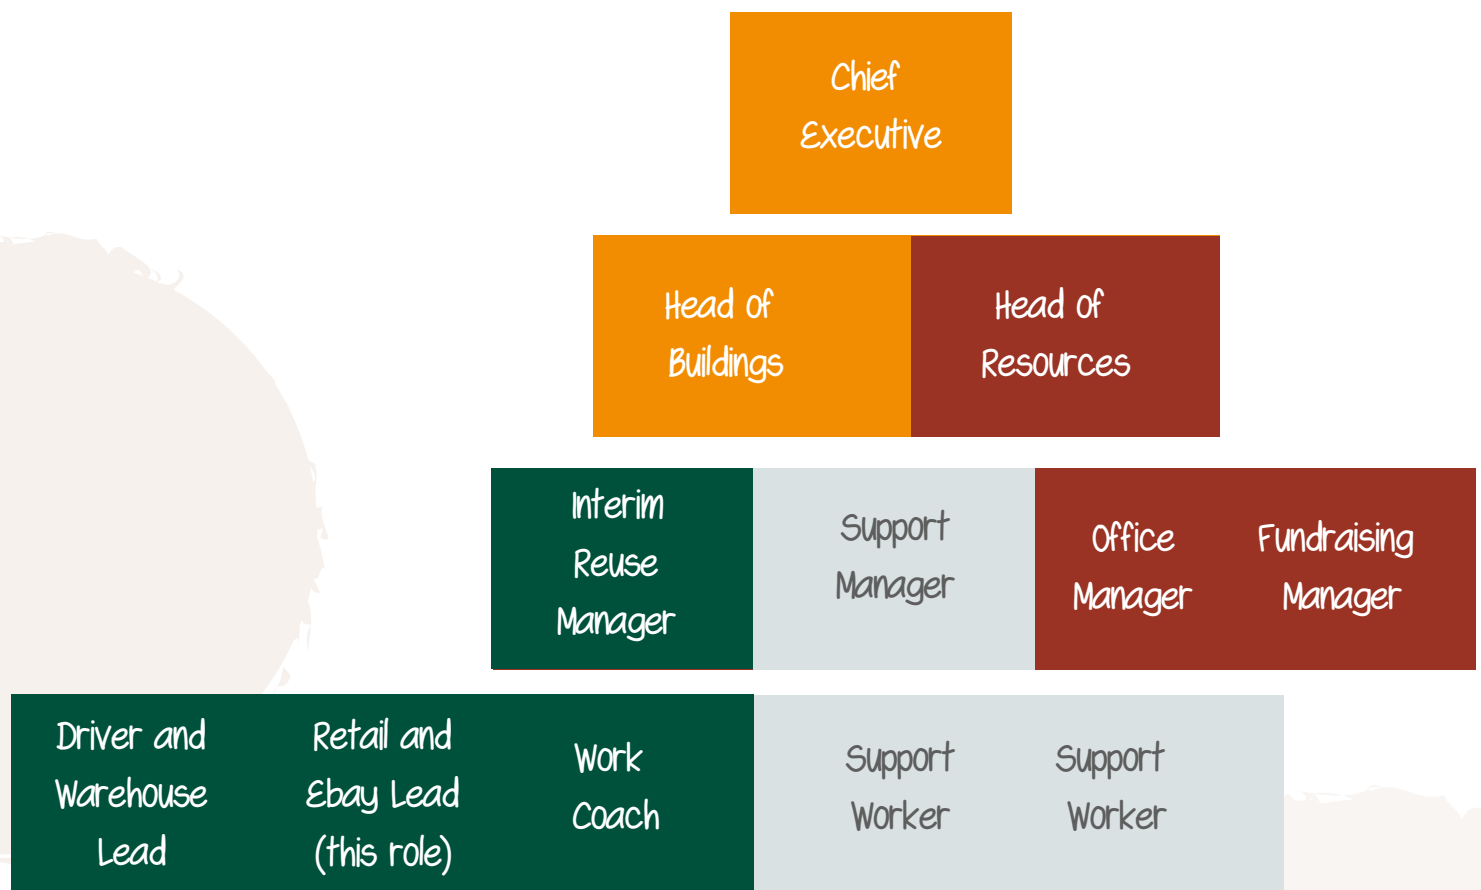 Chief
Executive
Head of
Buildings
Head of
Resources
Interim
Reuse
Manager
Support
Manager
Office
Manager
Fundraising
Manager
Driver and
Warehouse
Lead
Retail and
Ebay Lead
(this role)
Work
Coach
Support
Worker
Support
Worker